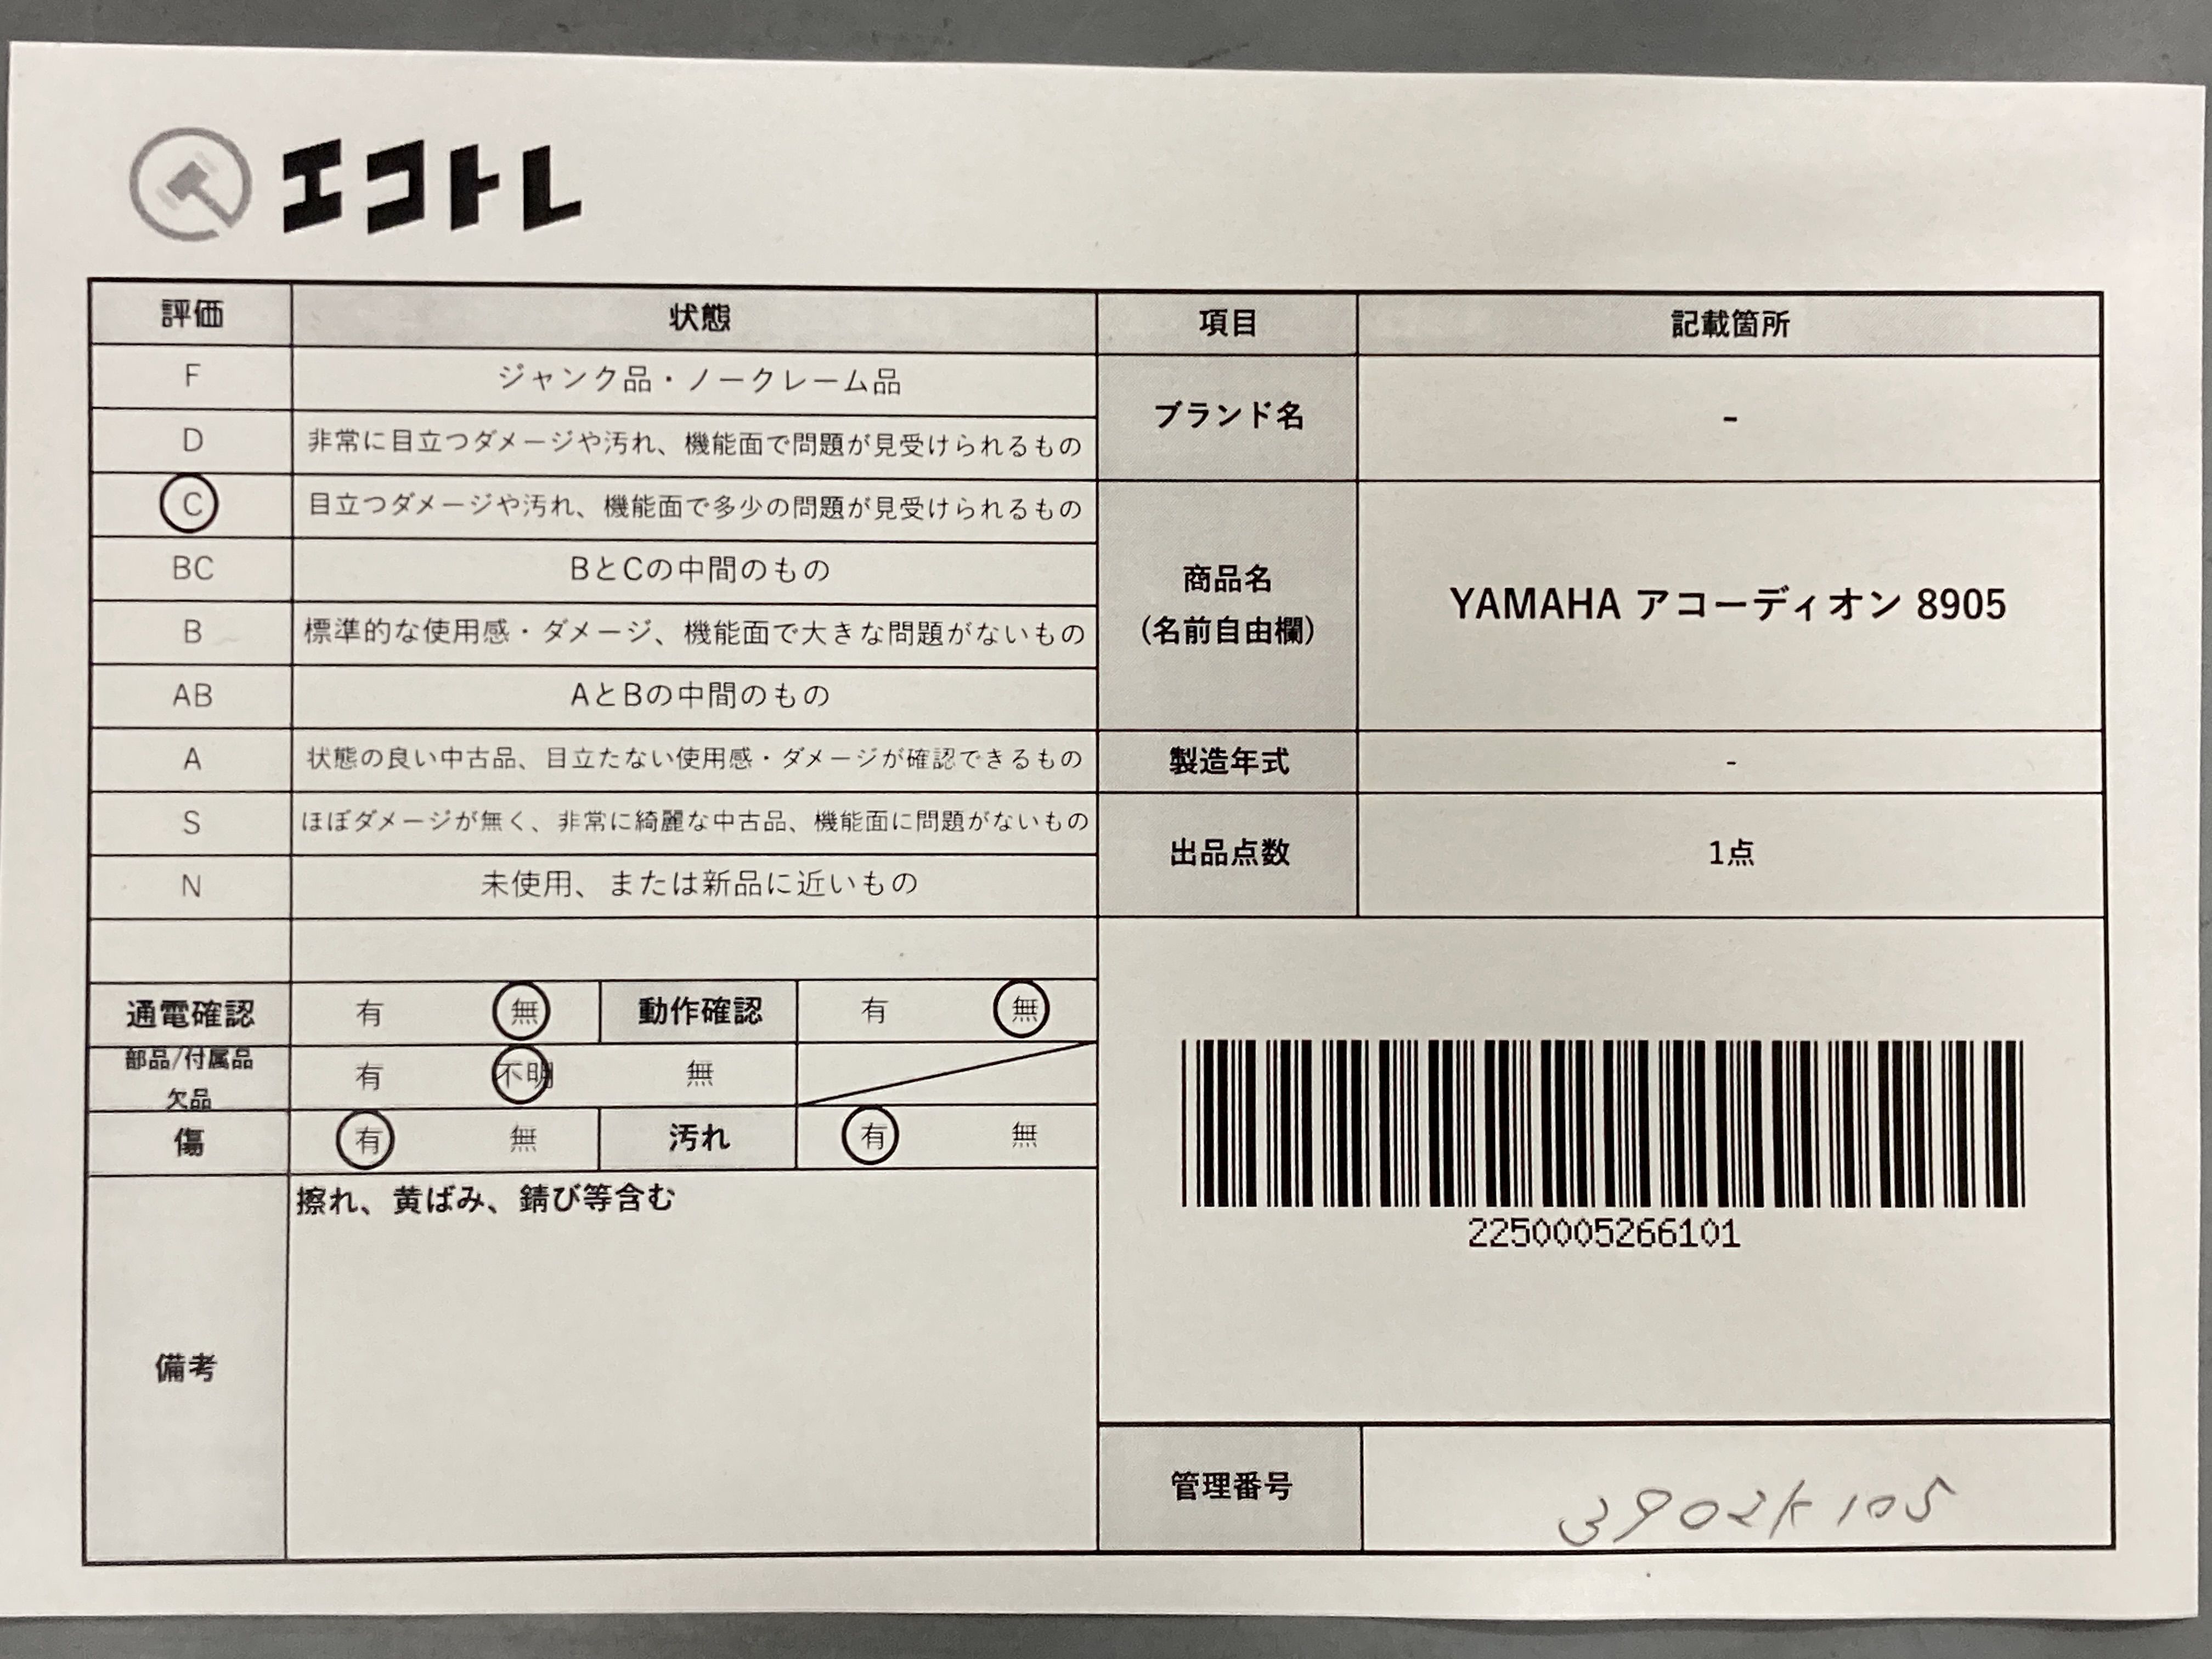 エコトレ
評価 状態 項目 記載箇所
F ジャンク品・ノークレーム品
D 非常に目立つダメージや汚れ、機能面で問題が見受けられるもの
ブランド名 -
C 目立つダメージや汚れ、機能面で多少の問題が見受けられるもの
BC BとCの中間のもの
B 標準的な使用感・ダメージ、機能面で大きな問題がないもの
AB AとBの中間のもの
商品名
(名前自由欄)
YAMAHA アコーディオン 8905
A 状態の良い中古品、目立たない使用感・ダメージが確認できるもの
製造年式 -
S ほぼダメージが無く、非常に綺麗な中古品、機能面に問題がないもの
N 未使用、または新品に近いもの
出品点数 1点
通電確認 有 無 動作確認 有 無
部品/付属品
欠品
有 不明 無
傷 有 無 汚れ 有 無
備考
擦れ、黄ばみ、錆び等含む
2250005266101
管理番号 3902K105